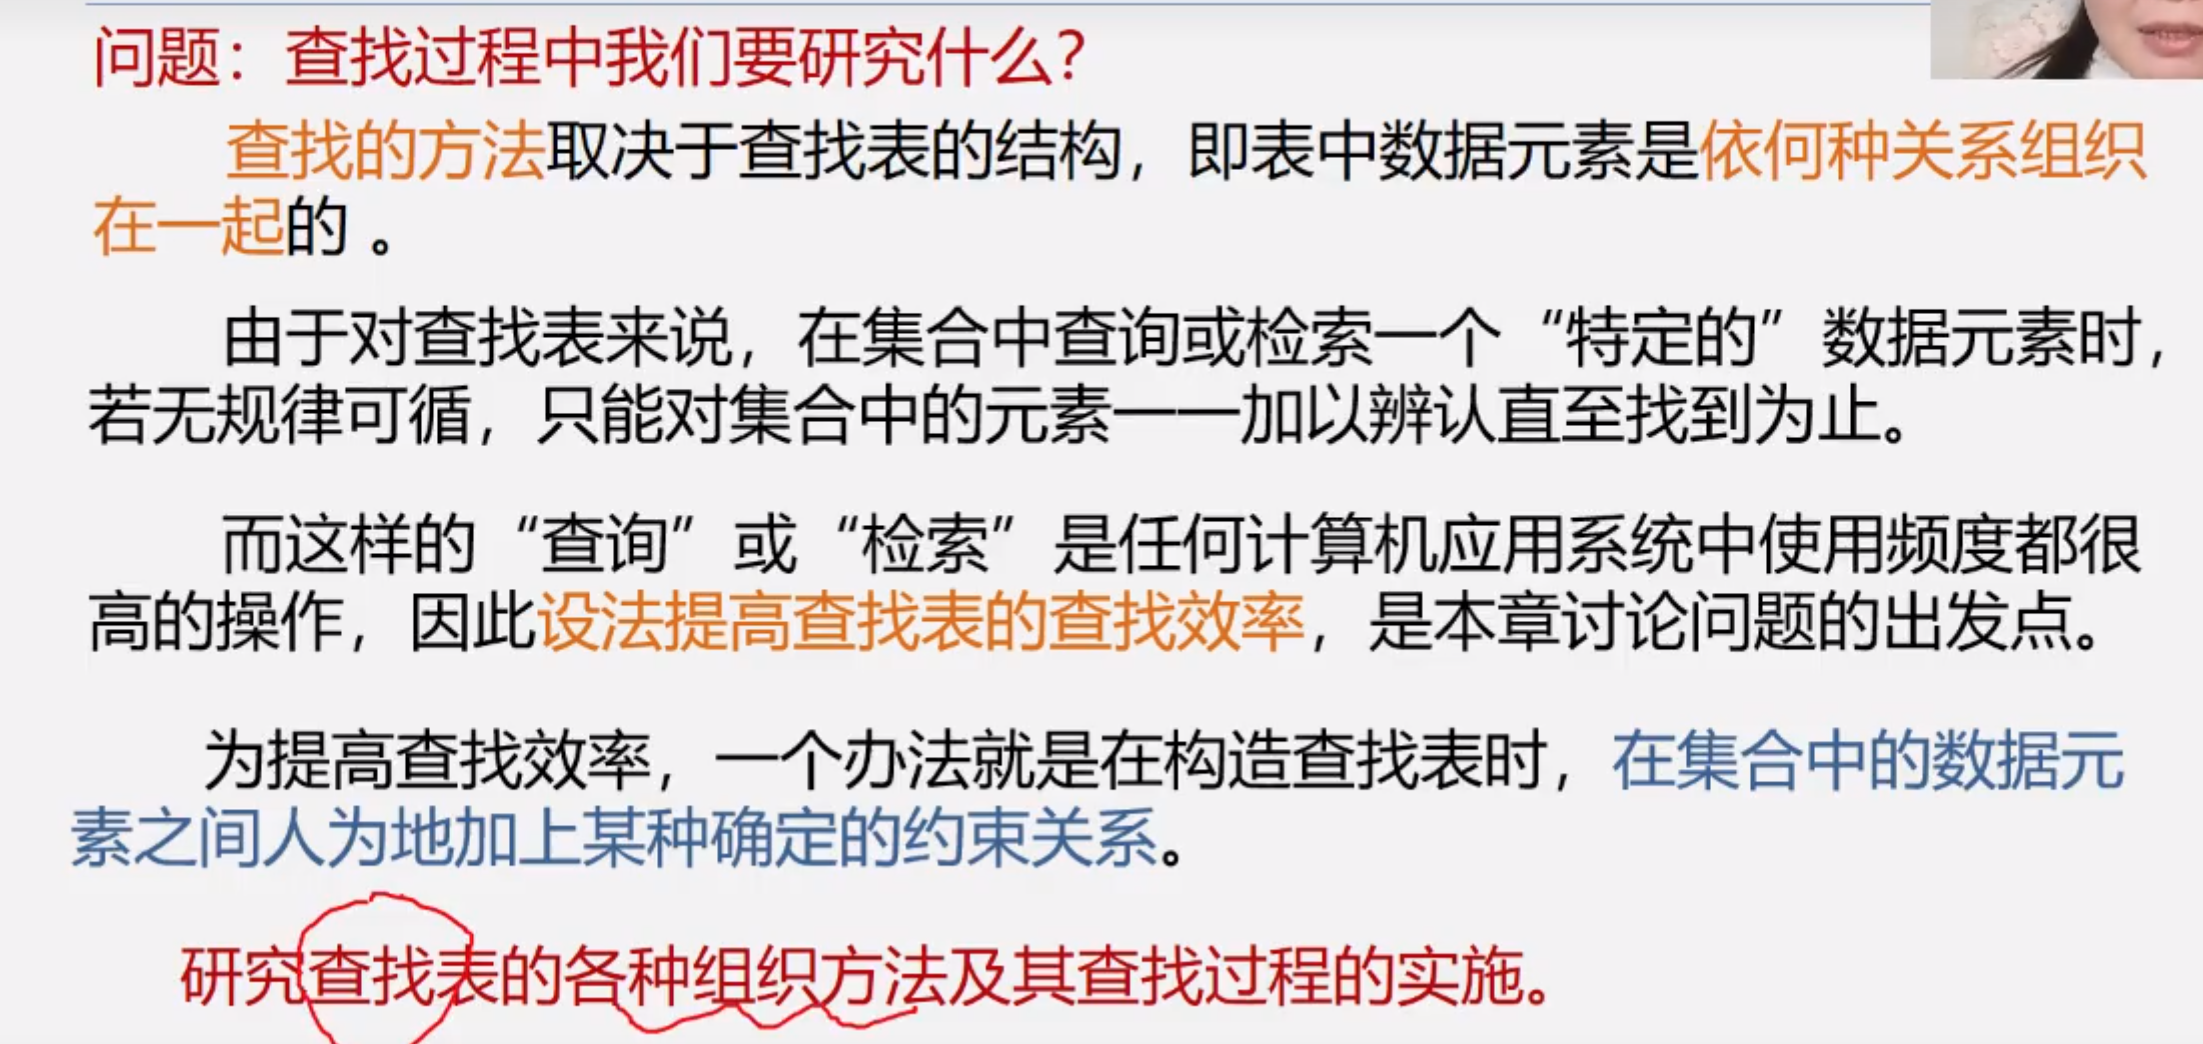 问题：查找过程中我们要研究什么？
查找的方法取决于查找表的结构，即表中数据元素是依何种关系组织
在一起的 。
由于对查找表来说，在集合中查询或检索一个“特定的”数据元素时，
若无规律可循，只能对集合中的元素一一加以辨认直至找到为止。
而这样的“查询”或“检索”是任何计算机应用系统中使用频度都很
高的操作，因此设法提高查找表的查找效率，是本章讨论问题的出发点。
为提高查找效率，一个办法就是在构造查找表时，在集合中的数据元
素之间人为地加上某种确定的约束关系。
研究查找表的各种组织方法及其查找过程的实施。